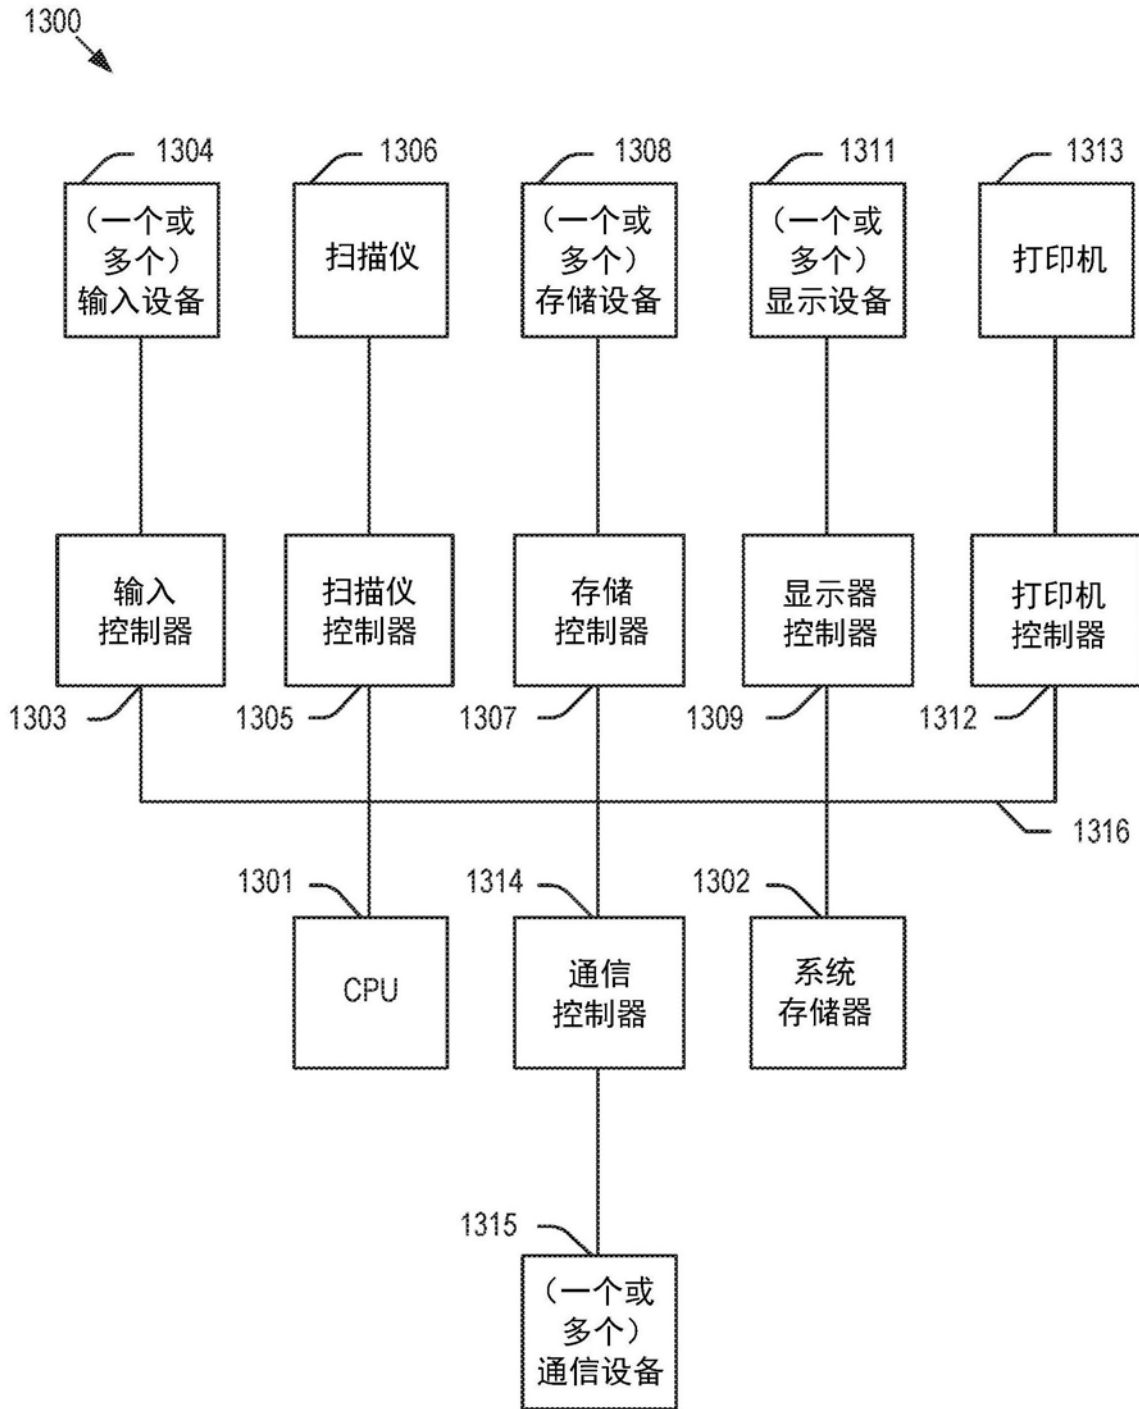 1300
1304
1306
1308
1311
1313
（一个或
多个）
输入设备
扫描仪
（一个或
多个）
存储设备
（一个或
多个）
显示设备
打印机
输入
控制器
扫描仪
控制器
存储
控制器
显示器
控制器
打印机
控制器
1303
1305
1307
1309
1312
1316
1301
1314
1302
CPU
通信
控制器
系统
存储器
1315
（一个或
多个）
通信设备